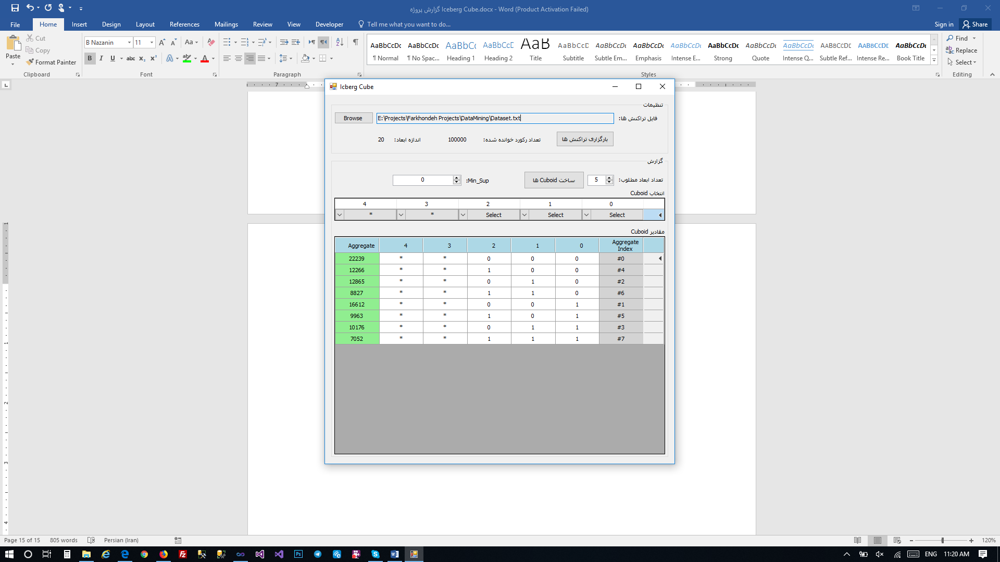 گزارش پروژه Iceberg Cube.docx - Word (Product Activation Failed)
File Home Insert Design Layout References Mailings Review View Developer Tell me what you want to do... Sign in Share
Paste Cut Copy Format Painter
B Nazanin 11
AaBbCcDc AaBbCcDc AaBbCc AaBbCcD AaB AaBbCcD AaBbCcDc AaBbCcDc AaBbCcDc AaBbCcDc AaBbCcDc AaBbCcDc AABBCCDC AABBCCDC AaBbCcDc
¶ Normal ¶ No Spac... Heading 1 Heading 2 Title Subtitle Subtle Em... Emphasis Intense E... Strong Quote Intense Q... Subtle Ref... Intense Re... Book Title
Find
Replace
Select
Clipboard Font Paragraph Styles Editing
Iceberg Cube
تنظیمات
فایل تراکنش ها: E:\Projects\Farkhondeh Projects\DataMining\Dataset.txt Browse
بارگزاری تراکنش ها تعداد رکورد خوانده شده: 100000 اندازه ابعاد: 20
گزارش
تعداد ابعاد مطلوب: 5 ساخت Cuboid ها Min_Sup: 0
انتخاب Cuboid
4 3 2 1 0
* * Select Select Select
مقادیر Cuboid
Aggregate 4 3 2 1 0 Aggregate Index
22239 * * 0 0 0 #0
12266 * * 1 0 0 #4
12865 * * 0 1 0 #2
8827 * * 1 1 0 #6
16612 * * 0 0 1 #1
9963 * * 1 0 1 #5
10176 * * 0 1 1 #3
7052 * * 1 1 1 #7
Page 15 of 15 805 words Persian (Iran) 120%
ENG 11:20 AM